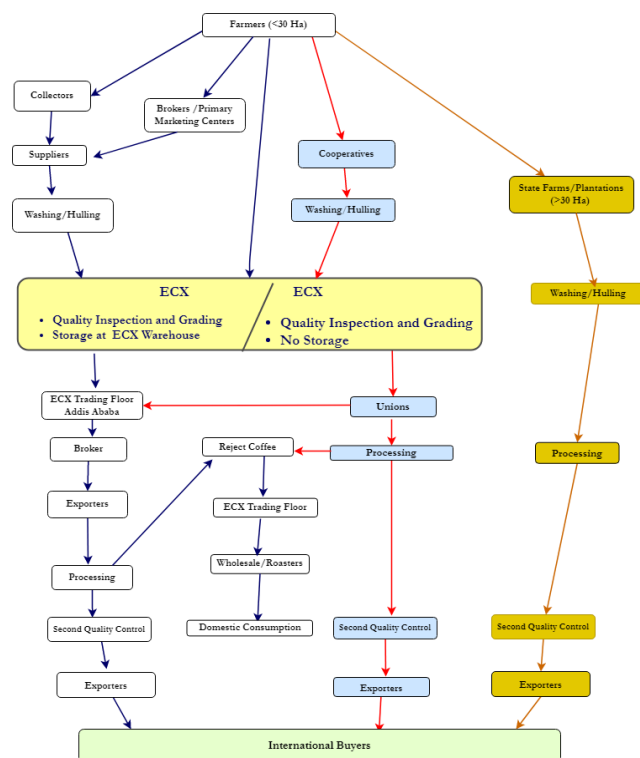 Farmers (<30 Ha)
Collectors
Brokers /Primary
Marketing Centers
Suppliers
Cooperatives
State Farms/Plantations
(>30 Ha)
Washing/Hulling
Washing/Hulling
ECX
ECX
• Quality Inspection and Grading
• Storage at ECX Warehouse
• Quality Inspection and Grading
• No Storage
Washing/Hulling
ECX Trading Floor
Addis Ababa
Unions
Broker
Reject Coffee
Processing
Processing
Exporters
ECX Trading Floor
Wholesale/Roasters
Processing
Second Quality Control
Domestic Consumption
Second Quality Control
Second Quality Control
Exporters
Exporters
Exporters
International Buyers